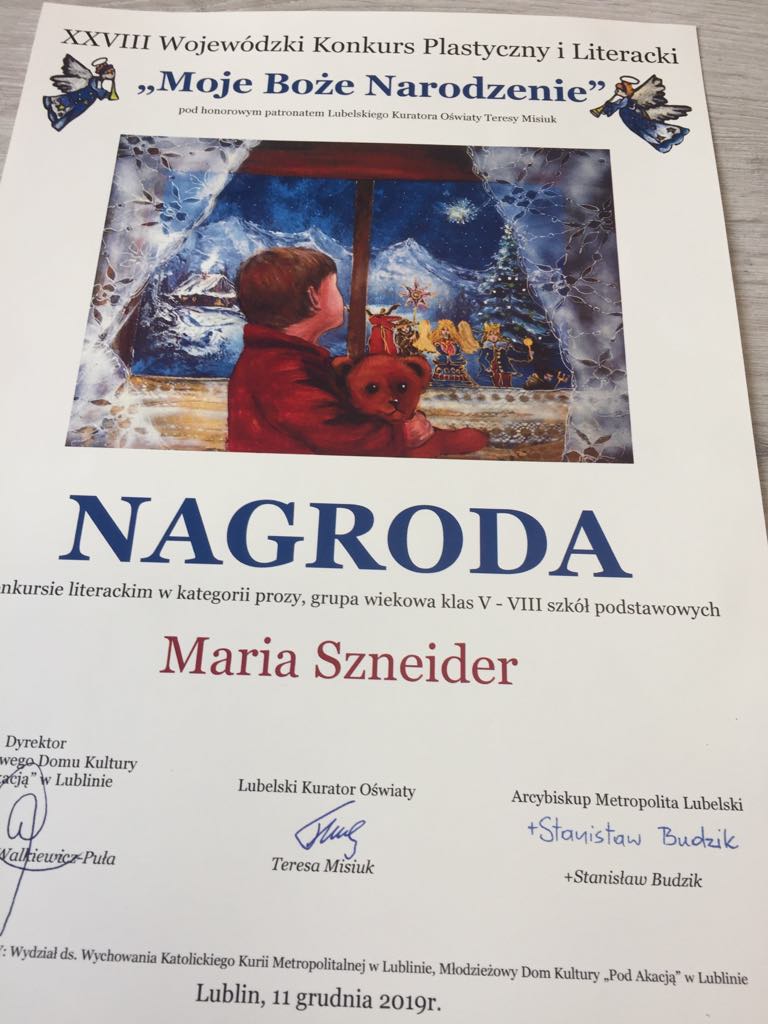 XXVIII Wojewódzki Konkurs Plastyczny i Literacki
„Moje Boże Narodzenie”
pod honorowym patronatem Lubelskiego Kuratora Oświaty Teresy Misiuk
NAGRODA
onkursie literackim w kategorii prozy, grupa wiekowa klas V - VIII szkół podstawowych
Maria Szneider
Dyrektor
wego Domu Kultury
acją” w Lublinie
Walkiewicz-Puła
Lubelski Kurator Oświaty
Teresa Misiuk
Arcybiskup Metropolita Lubelski
+Stanisław Budzik
+Stanisław Budzik
Y: Wydział ds. Wychowania Katolickiego Kurii Metropolitalnej w Lublinie, Młodzieżowy Dom Kultury „Pod Akacją” w Lublinie
Lublin, 11 grudnia 2019r.